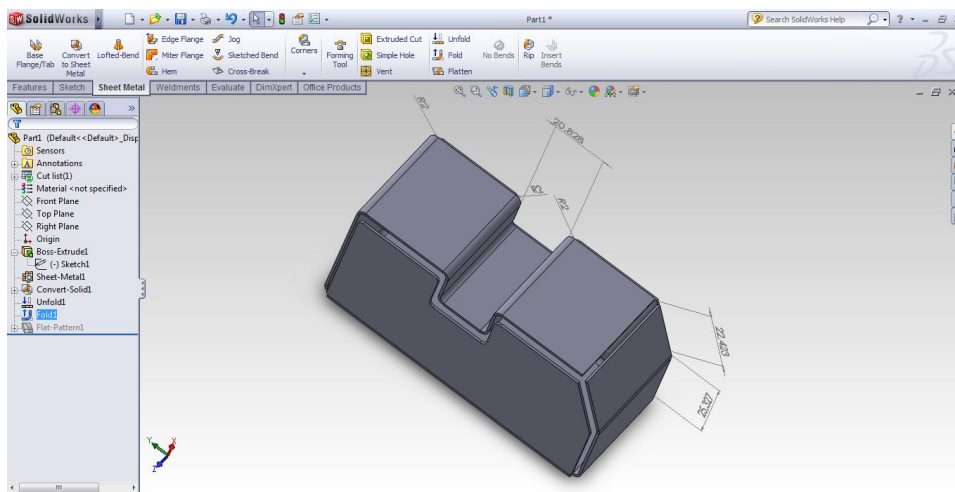 SolidWorks
Part1 *
Search SolidWorks Help
Base Flange/Tab
Convert to Sheet Metal
Lofted-Bend
Edge Flange
Miter Flange
Hem
Jog
Sketched Bend
Cross-Break
Corners
Forming Tool
Extruded Cut
Simple Hole
Vent
Unfold
Fold
Flatten
No Bends
Rip
Insert Bends
Features Sketch Sheet Metal Weldments Evaluate DimXpert Office Products
Part1 (Default<<Default>_Disp
Sensors
Annotations
Cut list(1)
Material <not specified>
Front Plane
Top Plane
Right Plane
Origin
Boss-Extrude1
(-) Sketch1
Sheet-Metal1
Convert-Solid1
Unfold1
Fold1
Flat-Pattern1
R2
20.828
R2
R2
22.423
25.327
Y
X
Z